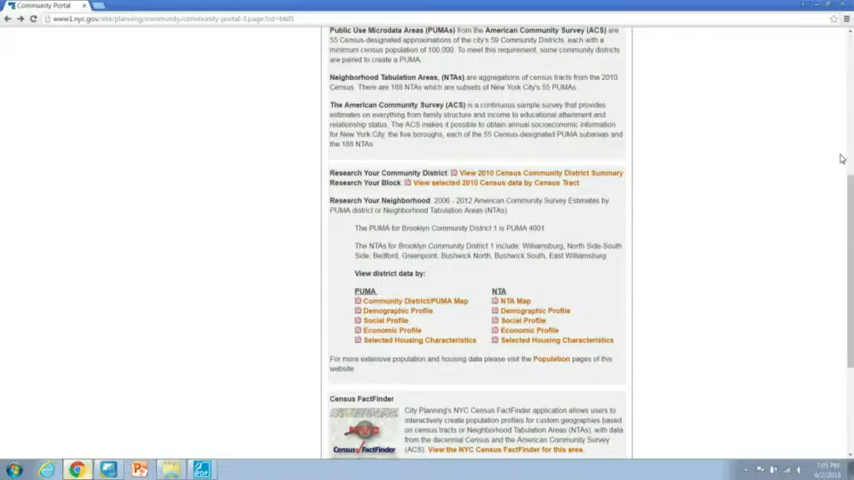 Community Portal
www1.nyc.gov/site/planning/community/community-portal-3.page?cd=bk01
Public Use Microdata Areas (PUMAs) from the American Community Survey (ACS) are
55 Census-designated approximations of the city's 59 Community Districts, each with a
minimum census population of 100,000. To meet this requirement, some community districts
are paired to create a PUMA.
Neighborhood Tabulation Areas, (NTAs) are aggregations of census tracts from the 2010
Census. There are 188 NTAs which are subsets of New York City's 55 PUMAs.
The American Community Survey (ACS) is a continuous sample survey that provides
estimates on everything from family structure and income to educational attainment and
relationship status. The ACS makes it possible to obtain annual socioeconomic information
for New York City, the five boroughs, each of the 55 Census-designated PUMA subareas and
the 188 NTAs.
Research Your Community District: View 2010 Census Community District Summary
Research Your Block: View selected 2010 Census data by Census Tract
Research Your Neighborhood: 2006 - 2012 American Community Survey Estimates by
PUMA district or Neighborhood Tabulation Areas (NTAs)
The PUMA for Brooklyn Community District 1 is PUMA 4001
The NTAs for Brooklyn Community District 1 include: Williamsburg, North Side-South
Side, Bedford, Greenpoint, Bushwick North, Bushwick South, East Williamsburg
View district data by:
PUMA
Community District/PUMA Map
Demographic Profile
Social Profile
Economic Profile
Selected Housing Characteristics
NTA
NTA Map
Demographic Profile
Social Profile
Economic Profile
Selected Housing Characteristics
For more extensive population and housing data please visit the Population pages of this
website
Census FactFinder
NYC
Census FactFinder
City Planning's NYC Census FactFinder application allows users to
interactively create population profiles for custom geographies based
on census tracts or Neighborhood Tabulation Areas (NTAs), with data
from the decennial Census and the American Community Survey
(ACS). View the NYC Census FactFinder for this area.
PDF
7:05 PM